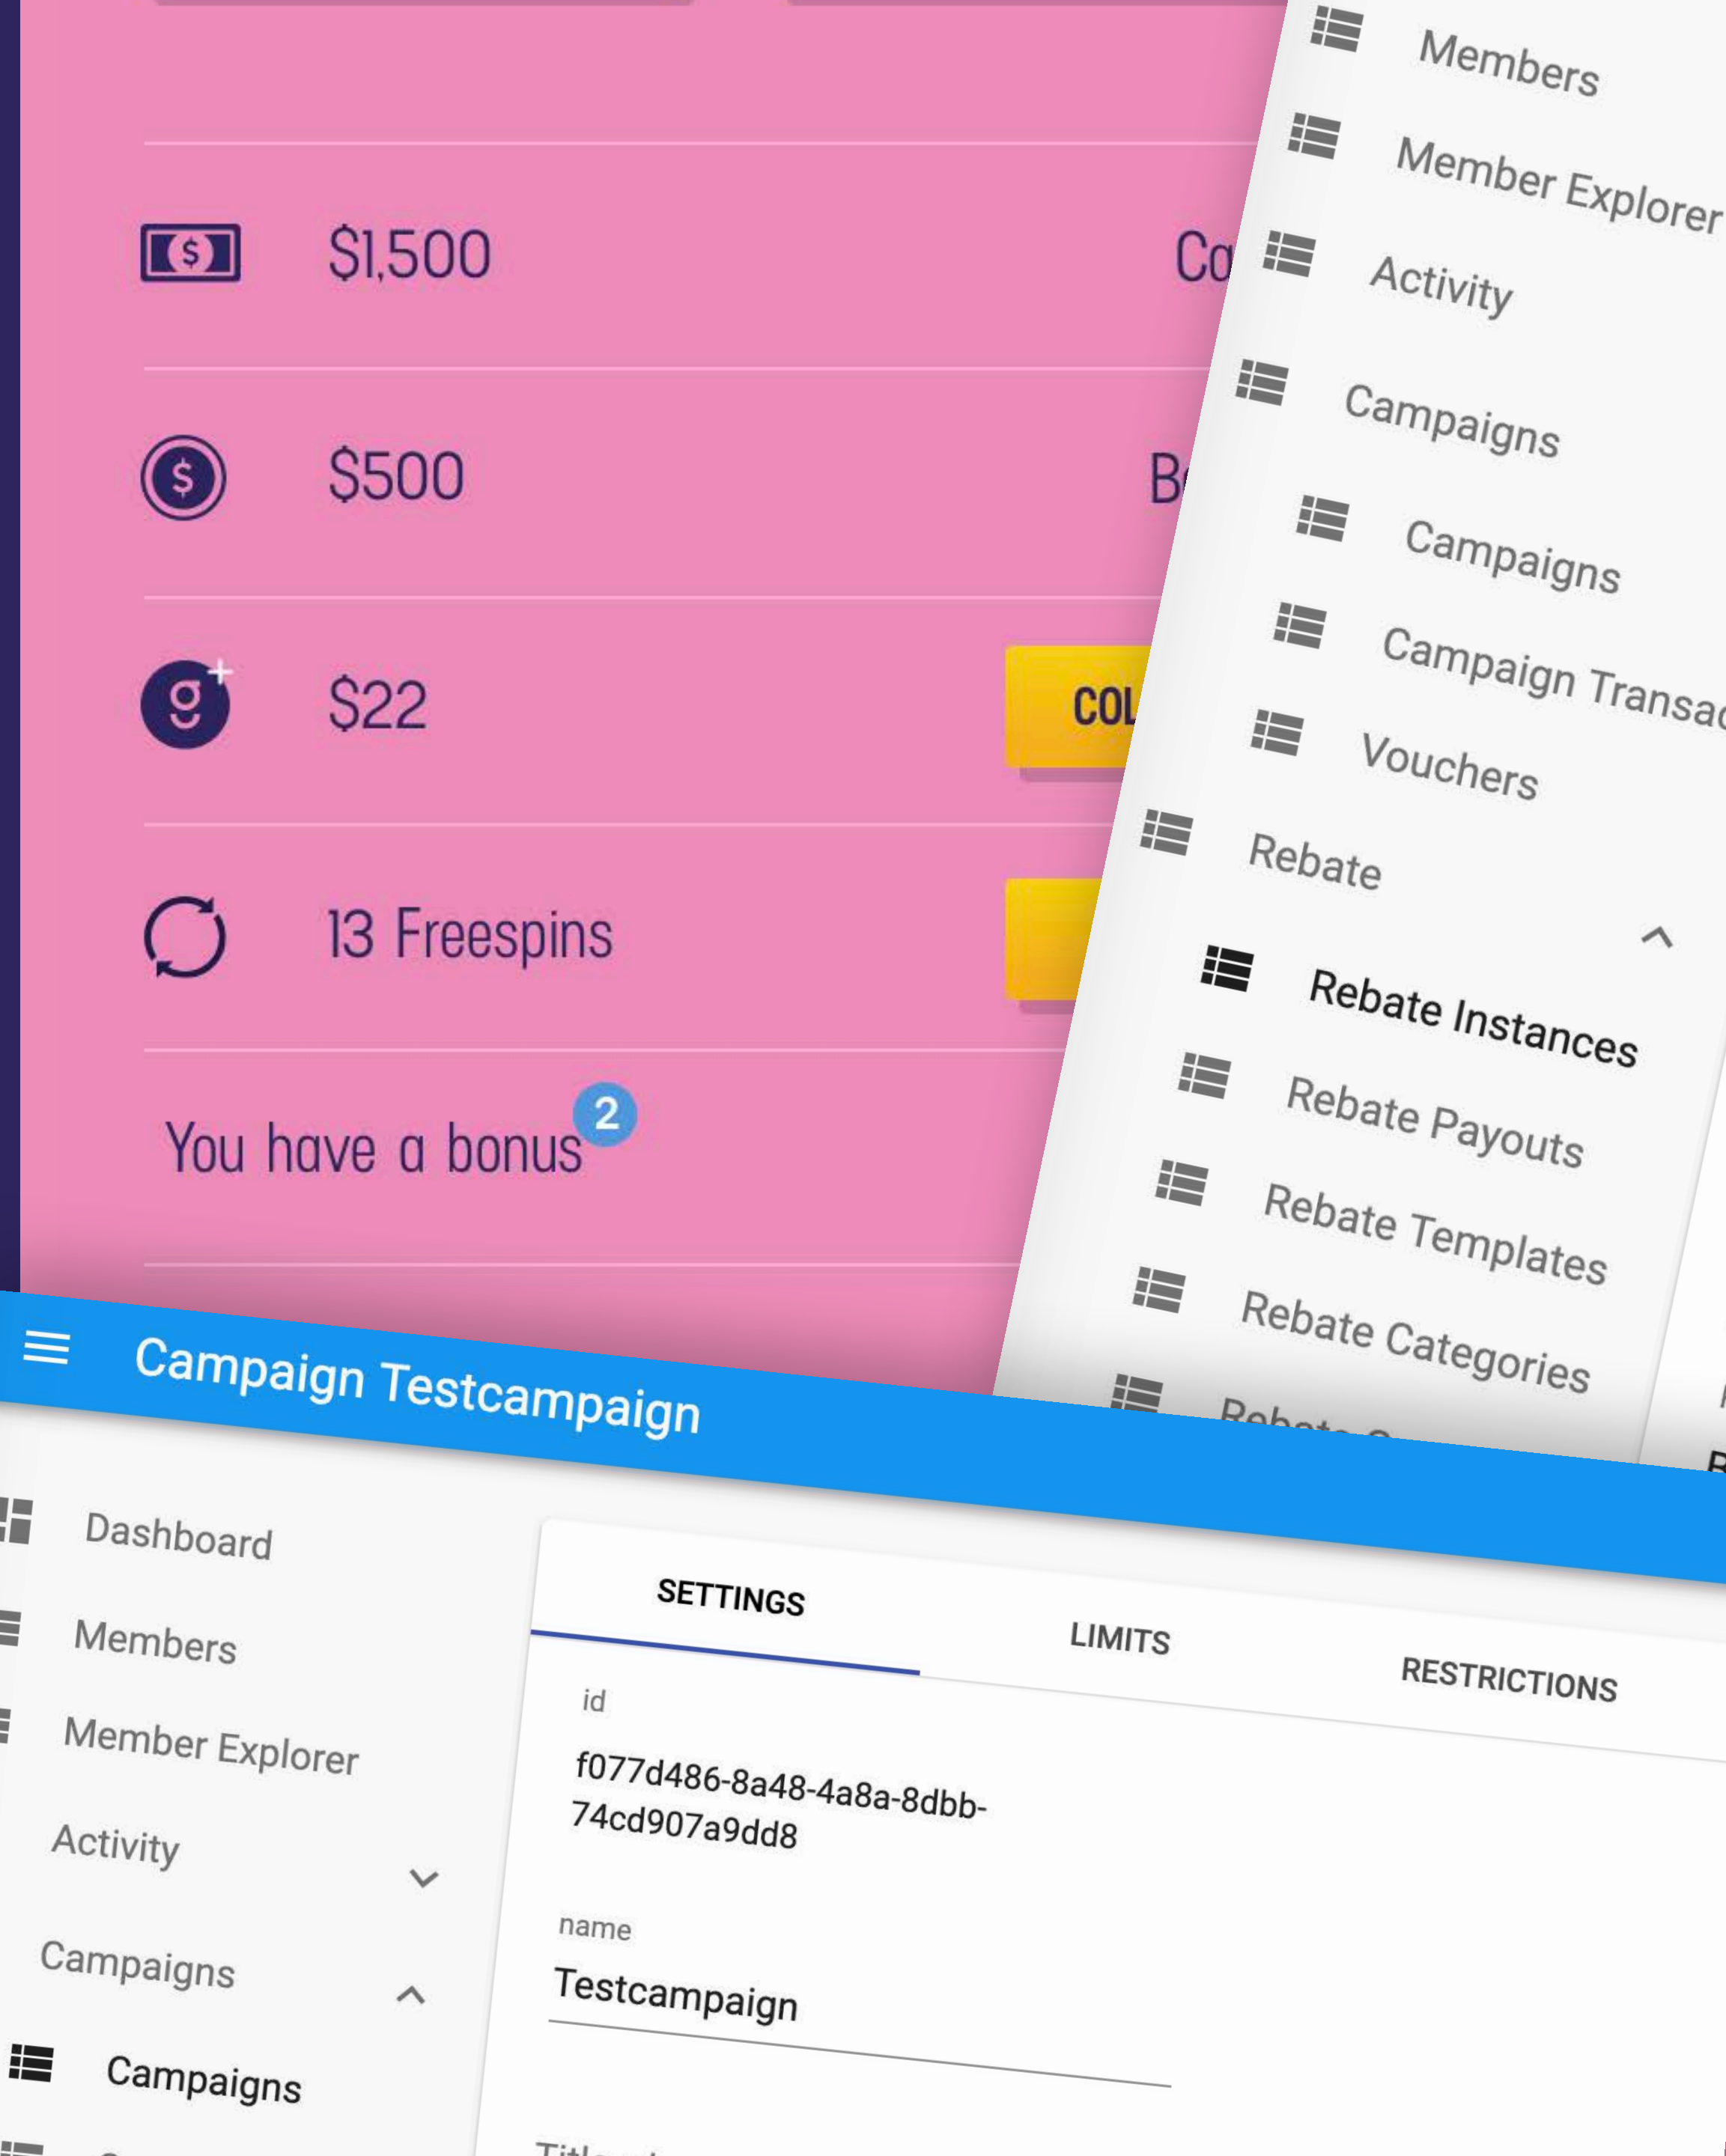 $1,500
$500
$22
13 Freespins
You have a bonus
2
Members
Member Explorer
Activity
Campaigns
Campaigns
Campaign
Vouchers
Rebate
Rebate Instances
Rebate Payouts
Rebate Templates
Rebate Categories
Rebate
Campaign Testcampaign
Dashboard
Members
Member Explorer
Activity
Campaigns
Campaigns
SETTINGS
LIMITS
RESTRICTIONS
id
f077d486-8a48-4a8a-8dbb-
74cd907a9dd8
name
Testcampaign